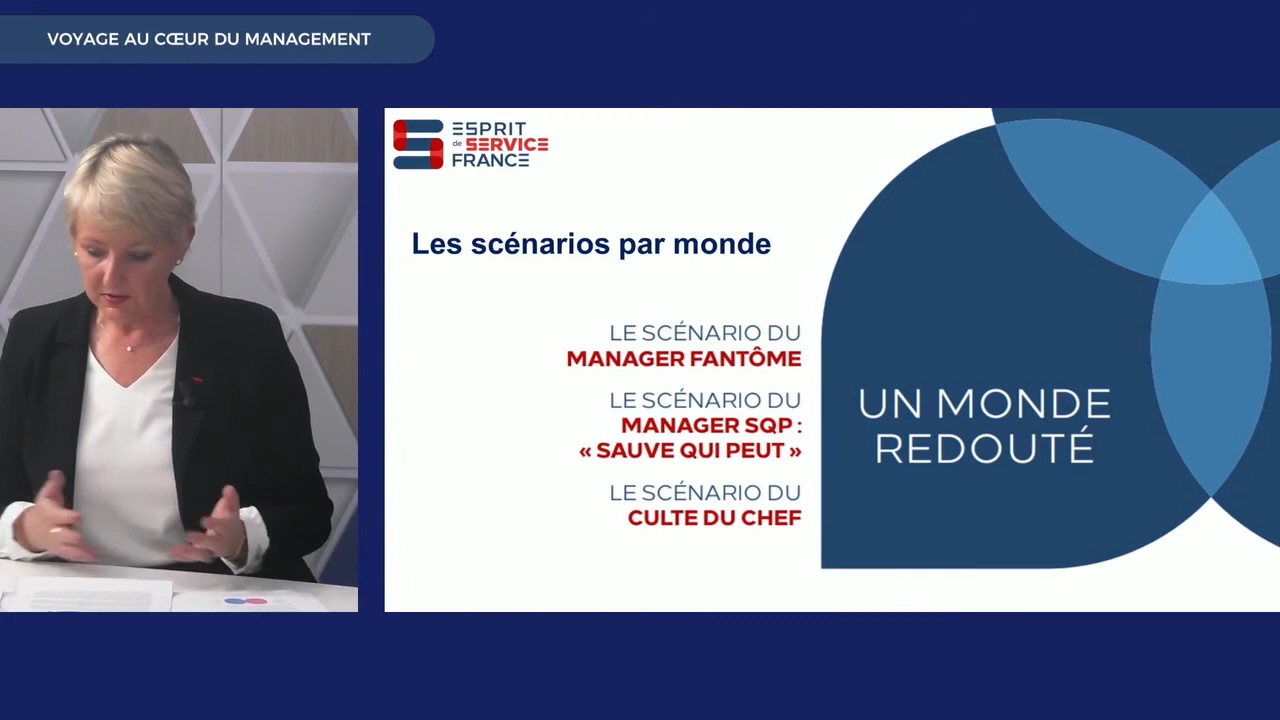 VOYAGE AU CŒUR DU MANAGEMENT
ESPRIT
de SERVICE
FRANCE
Les scénarios par monde
LE SCÉNARIO DU
MANAGER FANTÔME
LE SCÉNARIO DU
MANAGER SQP :
« SAUVE QUI PEUT »
LE SCÉNARIO DU
CULTE DU CHEF
UN MONDE
REDOUTÉ